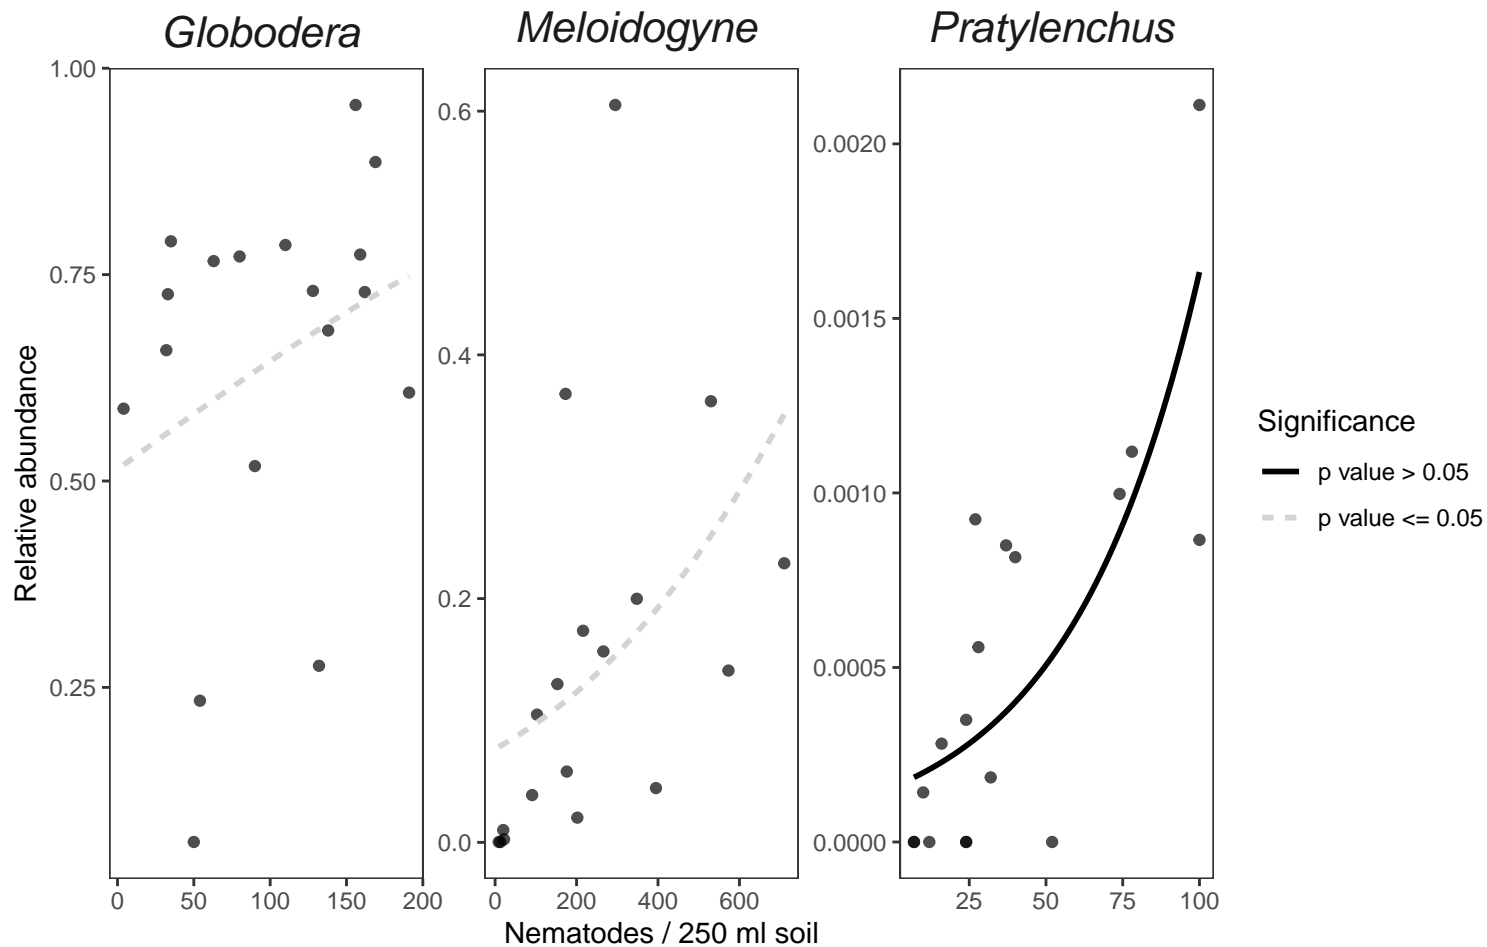 Globodera
Meloidogyne
Pratylenchus
Relative abundance
1.00
0.75
0.50
0.25
0 50 100 150 200
0.6
0.4
0.2
0.0
0 200 400 600
0.0020
0.0015
0.0010
0.0005
0.0000
25 50 75 100
Nematodes / 250 ml soil
Significance
p value > 0.05
p value <= 0.05